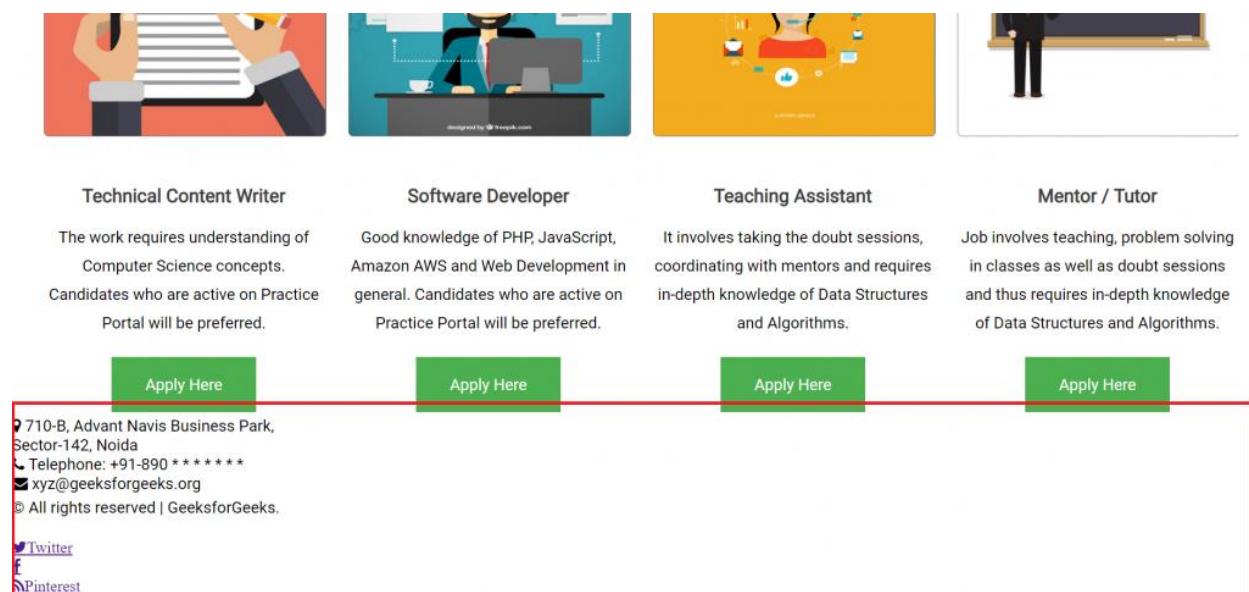 designed by freepik.com
Technical Content Writer
The work requires understanding of
Computer Science concepts.
Candidates who are active on Practice
Portal will be preferred.
Apply Here
Software Developer
Good knowledge of PHP, JavaScript,
Amazon AWS and Web Development in
general. Candidates who are active on
Practice Portal will be preferred.
Apply Here
Teaching Assistant
It involves taking the doubt sessions,
coordinating with mentors and requires
in-depth knowledge of Data Structures
and Algorithms.
Apply Here
Mentor / Tutor
Job involves teaching, problem solving
in classes as well as doubt sessions
and thus requires in-depth knowledge
of Data Structures and Algorithms.
Apply Here
710-B, Advant Navis Business Park,
Sector-142, Noida
Telephone: +91-890 * * * * * * *
xyz@geeksforgeeks.org
© All rights reserved | GeeksforGeeks.
Twitter
Pinterest